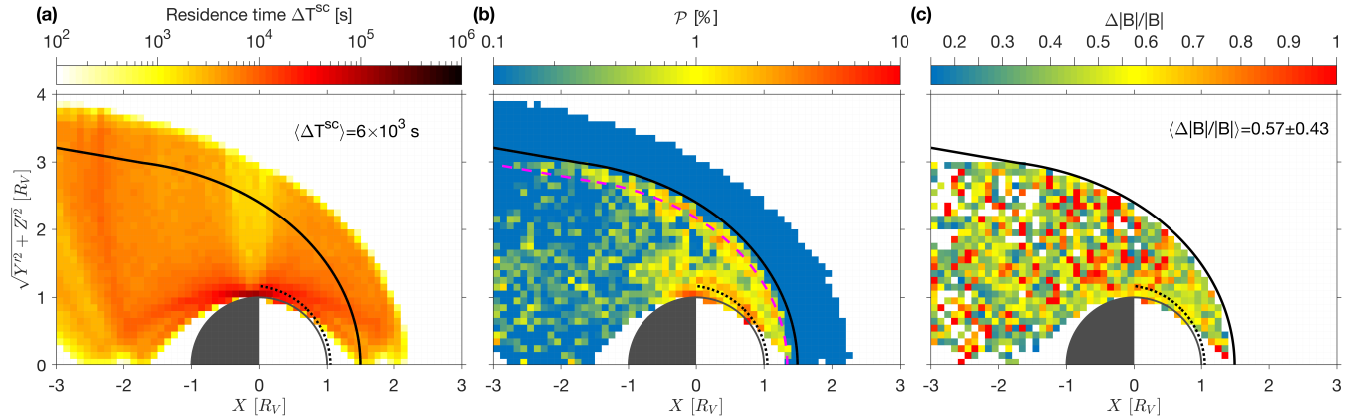 (a) Residence time ΔT^sc [s]
10^2 10^3 10^4 10^5 10^6
⟨ΔT^sc⟩=6×10^3 s
4
3
2
1
0
√Y'^2 + Z'^2 [R_V]
-3 -2 -1 0 1 2 3
X [R_V]
(b) 𝒫 [%]
0.1 1 10
-3 -2 -1 0 1 2 3
X [R_V]
(c) Δ|B|/|B|
0.2 0.3 0.4 0.5 0.6 0.7 0.8 0.9 1
⟨Δ|B|/|B|⟩=0.57±0.43
-3 -2 -1 0 1 2 3
X [R_V]